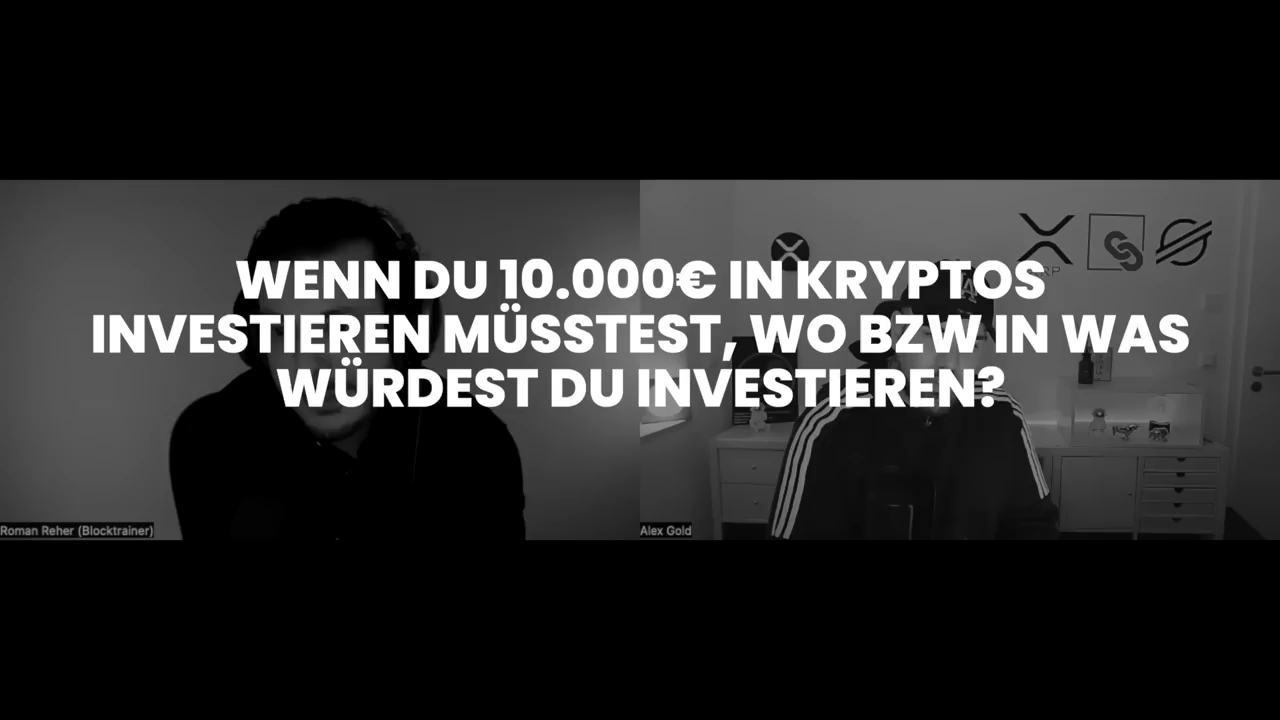 WENN DU 10.000€ IN KRYPTOS
INVESTIEREN MÜSSTEST, WO BZW IN WAS
WÜRDEST DU INVESTIEREN?
Roman Reher (Blocktrainer)
Alex Gold